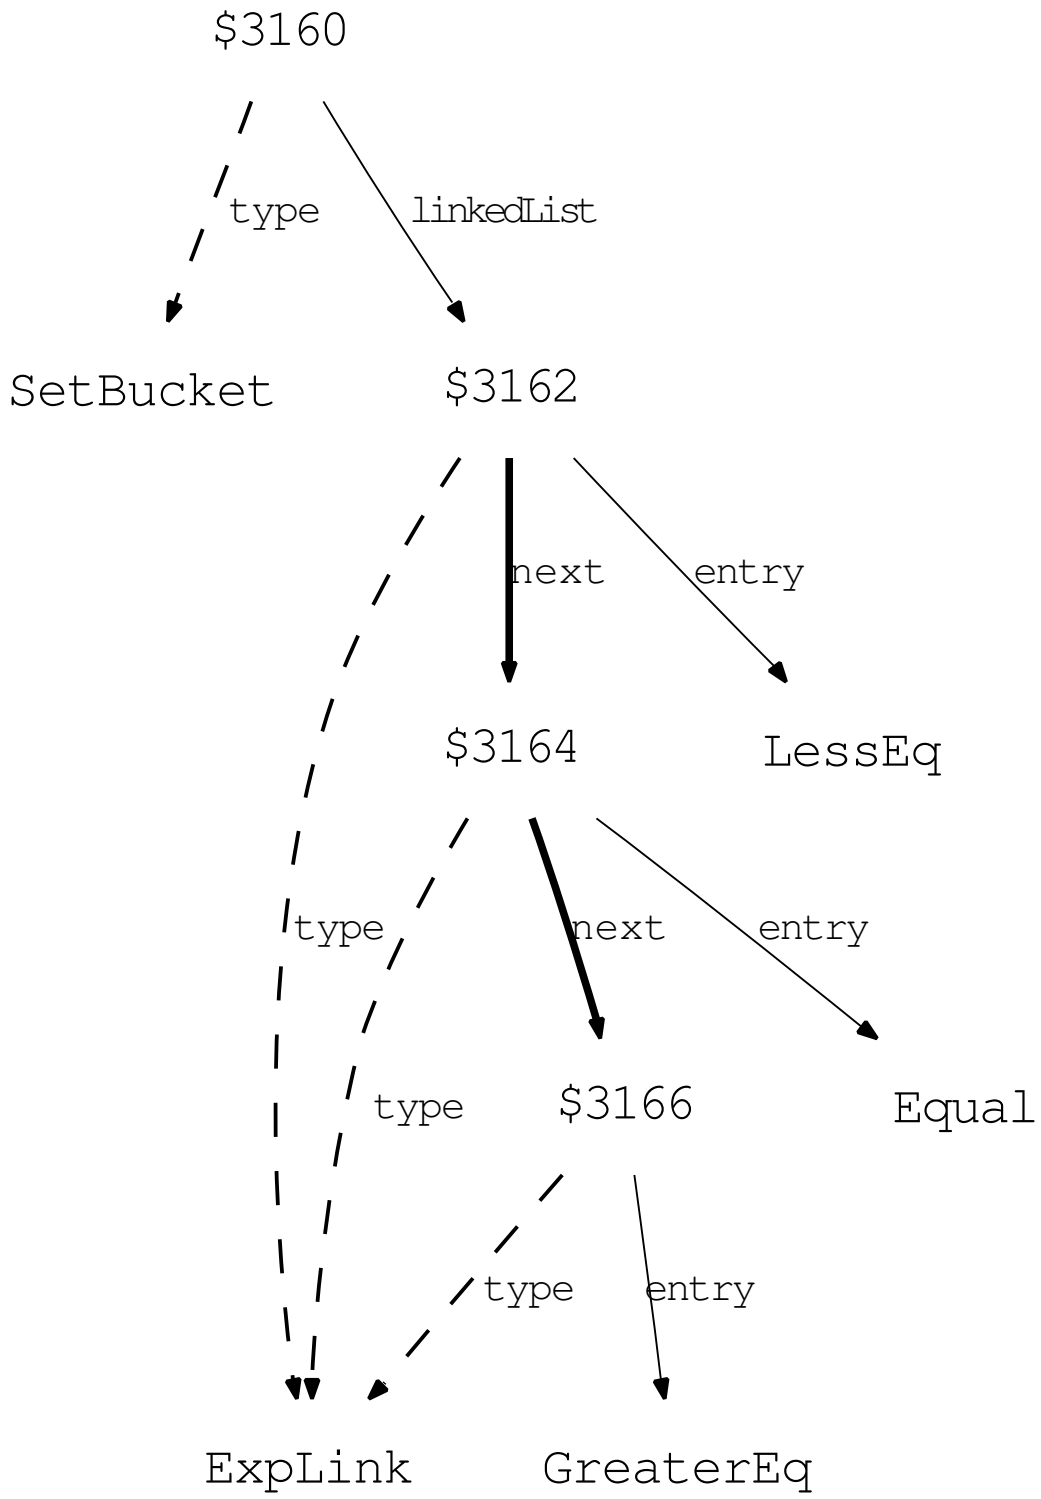 $3160
type linkedList
SetBucket $3162
next entry
$3164 LessEq
type next entry
type $3166 Equal
type entry
ExpLink GreaterEq